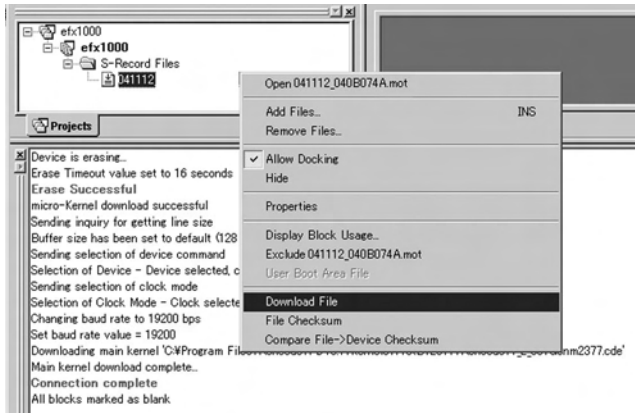 efx1000
efx1000
S-Record Files
041112
Projects
Open 041112_040B074A.mot
Add Files... INS
Remove Files...
Allow Docking
Hide
Properties
Display Block Usage...
Exclude 041112_040B074A.mot
User Boot Area File
Download File
File Checksum
Compare File->Device Checksum
Device is erasing...
Erase Timeout value set to 16 seconds
Erase Successful
micro-Kernel download successful
Sending inquiry for getting line size
Buffer size has been set to default (128
Sending selection of device command
Selection of Device - Device selected, c
Sending selection of clock mode
Selection of Clock Mode - Clock selecte
Changing baud rate to 19200 bps
Set baud rate value = 19200
Downloading main kernel 'C:¥Program File
Main kernel download complete...
Connection complete
All blocks marked as blank